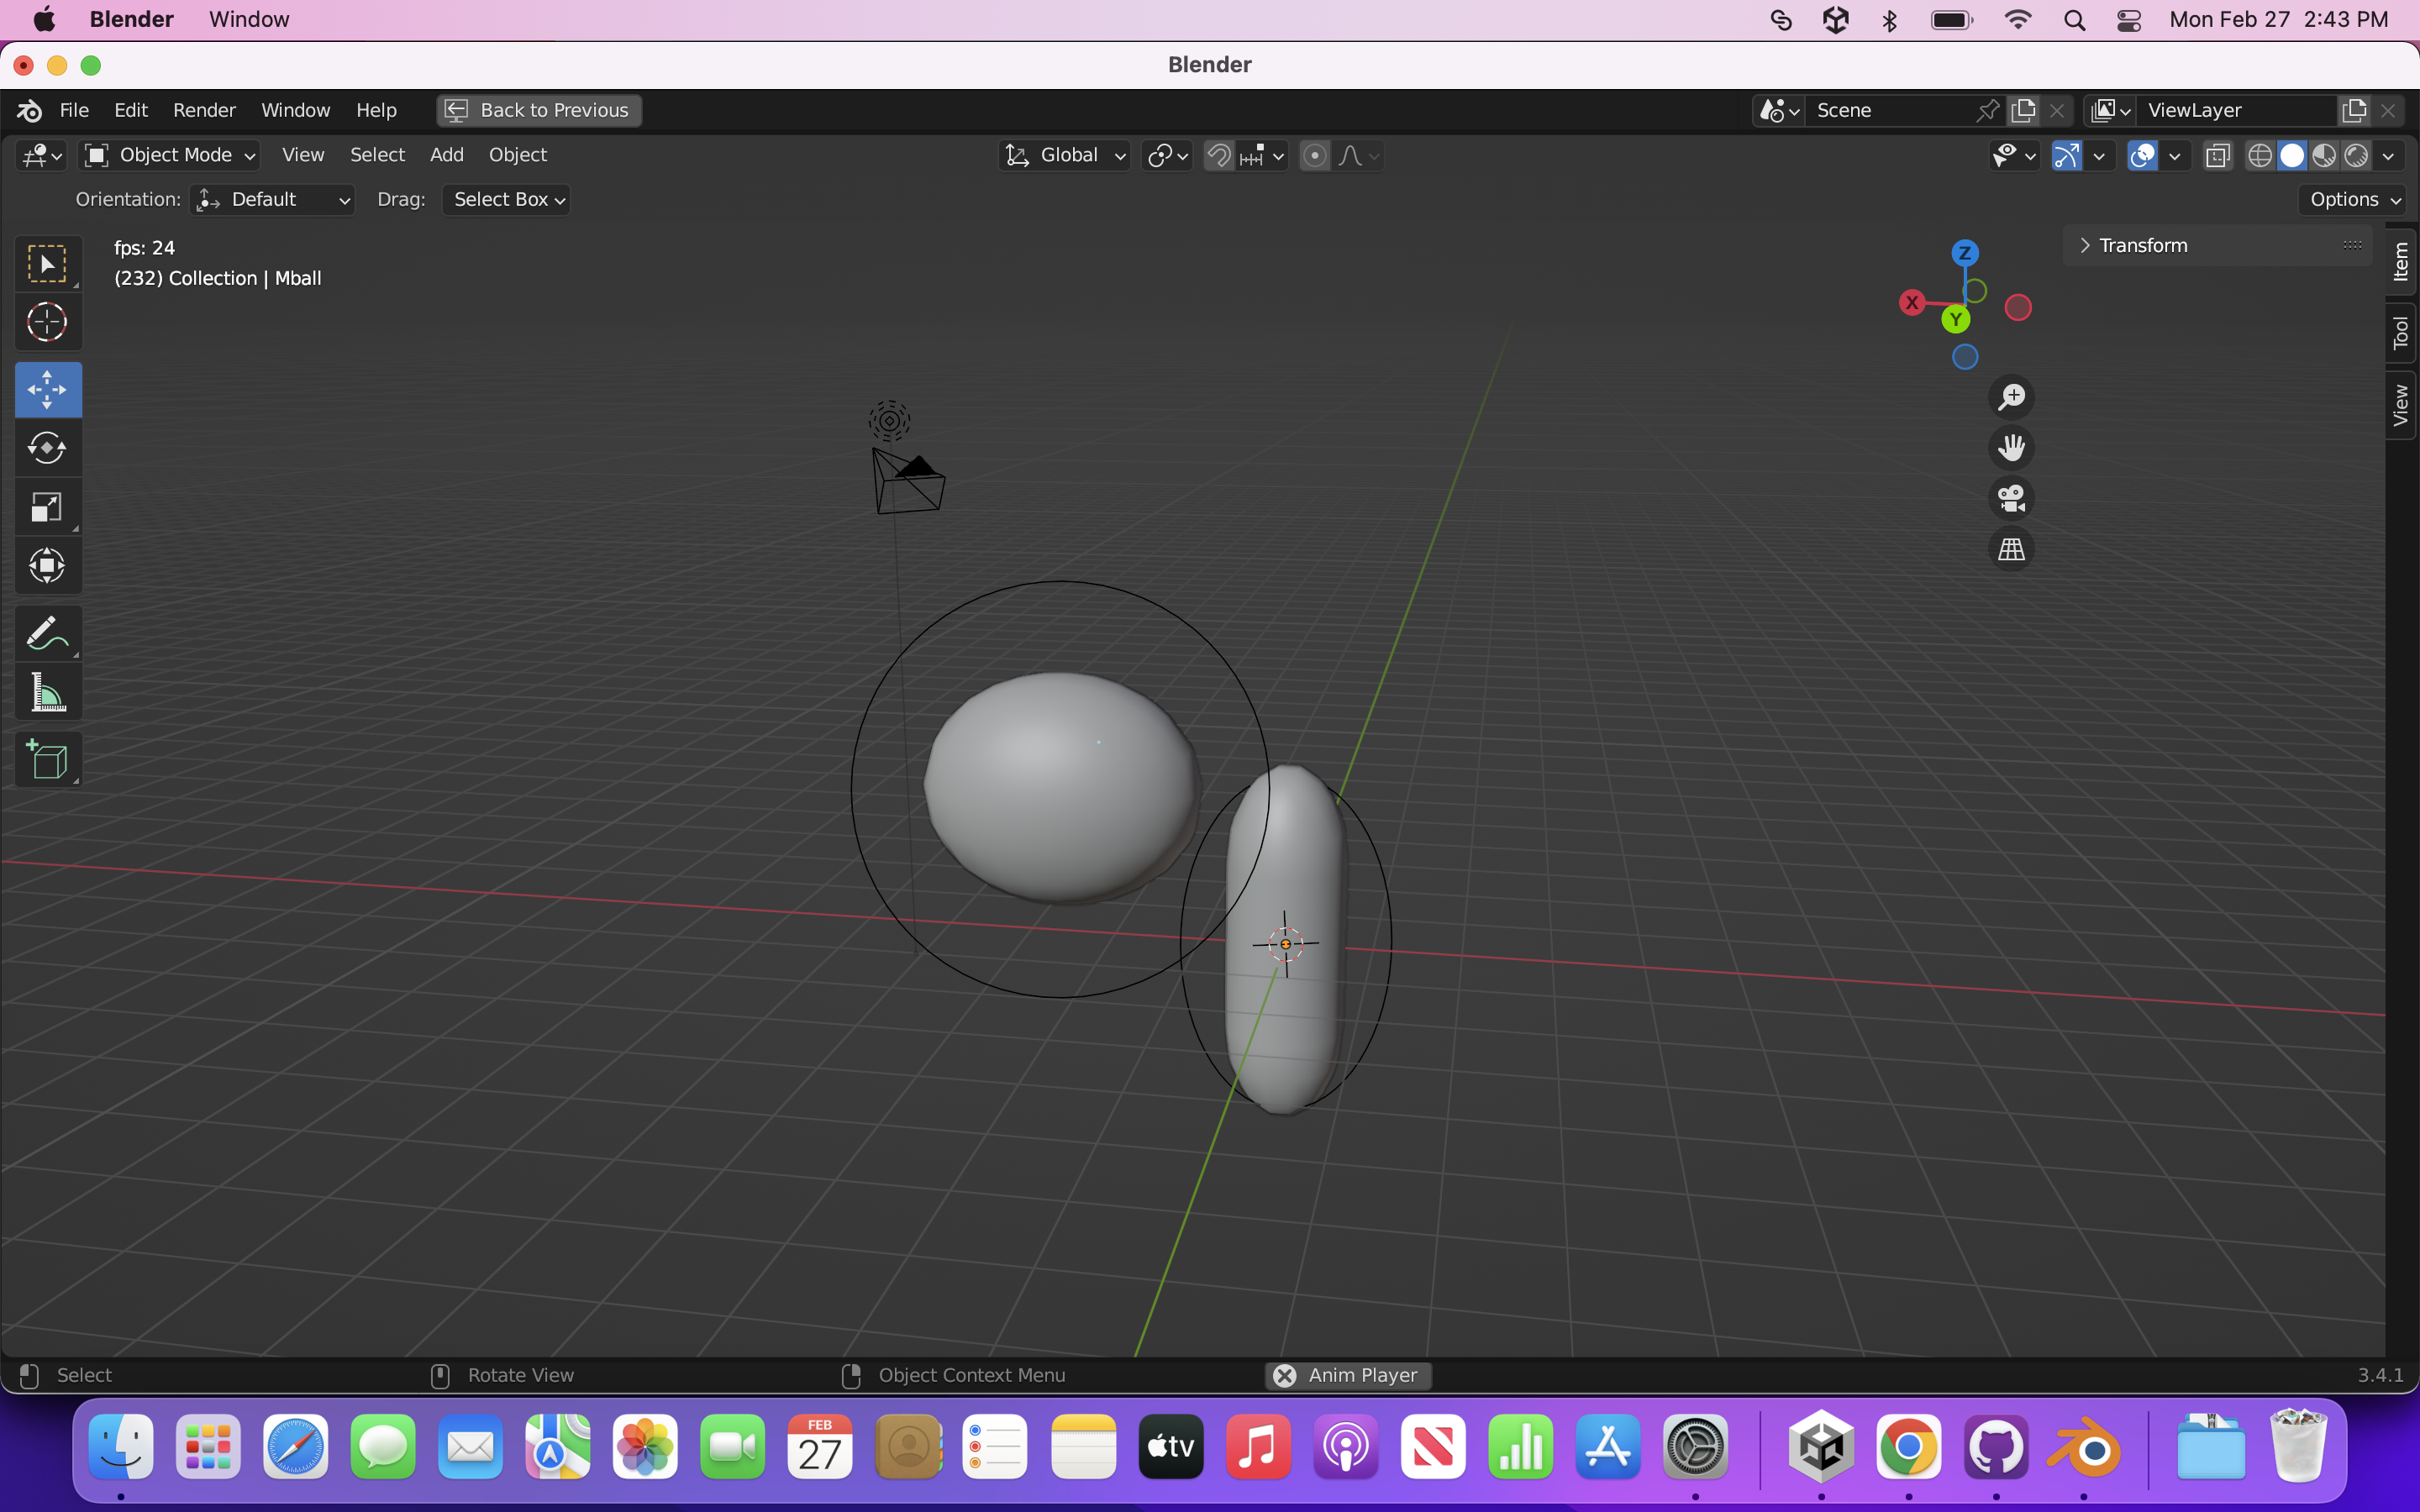 Blender Window Mon Feb 27 2:43 PM
Blender
File Edit Render Window Help Back to Previous Scene ViewLayer
Object Mode View Select Add Object Global
Orientation: Default Drag: Select Box Options
fps: 24
(232) Collection | Mball
Transform
Item
Tool
View
Z
X
Y
Select Rotate View Object Context Menu Anim Player 3.4.1
FEB
27
tv